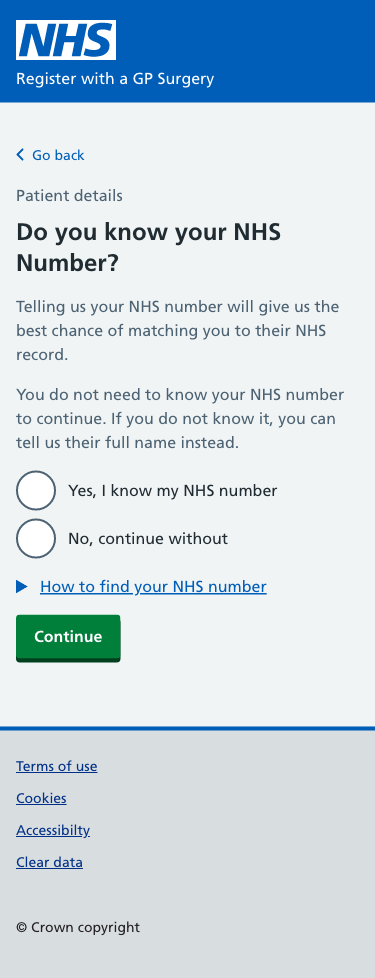 NHS
Register with a GP Surgery
Go back
Patient details
Do you know your NHS
Number?
Telling us your NHS number will give us the
best chance of matching you to their NHS
record.
You do not need to know your NHS number
to continue. If you do not know it, you can
tell us their full name instead.
Yes, I know my NHS number
No, continue without
How to find your NHS number
Continue
Terms of use
Cookies
Accessibilty
Clear data
© Crown copyright